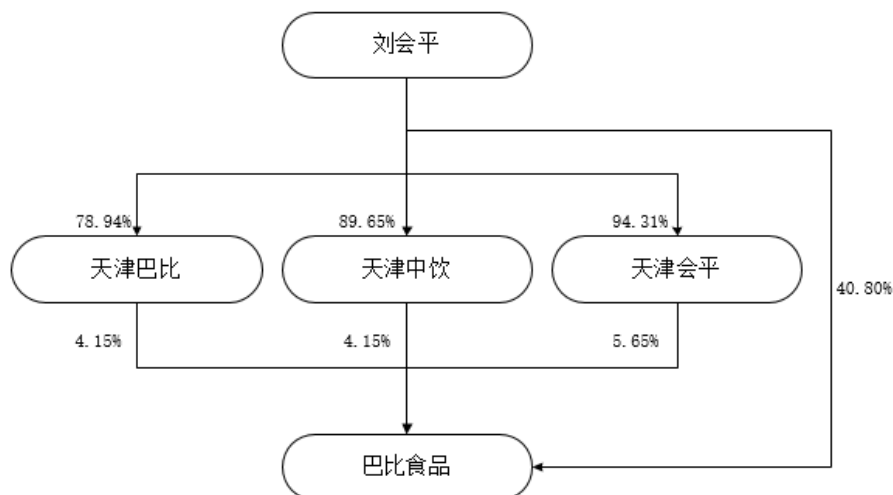 刘会平
78.94%
89.65%
94.31%
天津巴比
天津中饮
天津会平
40.80%
4.15%
4.15%
5.65%
巴比食品